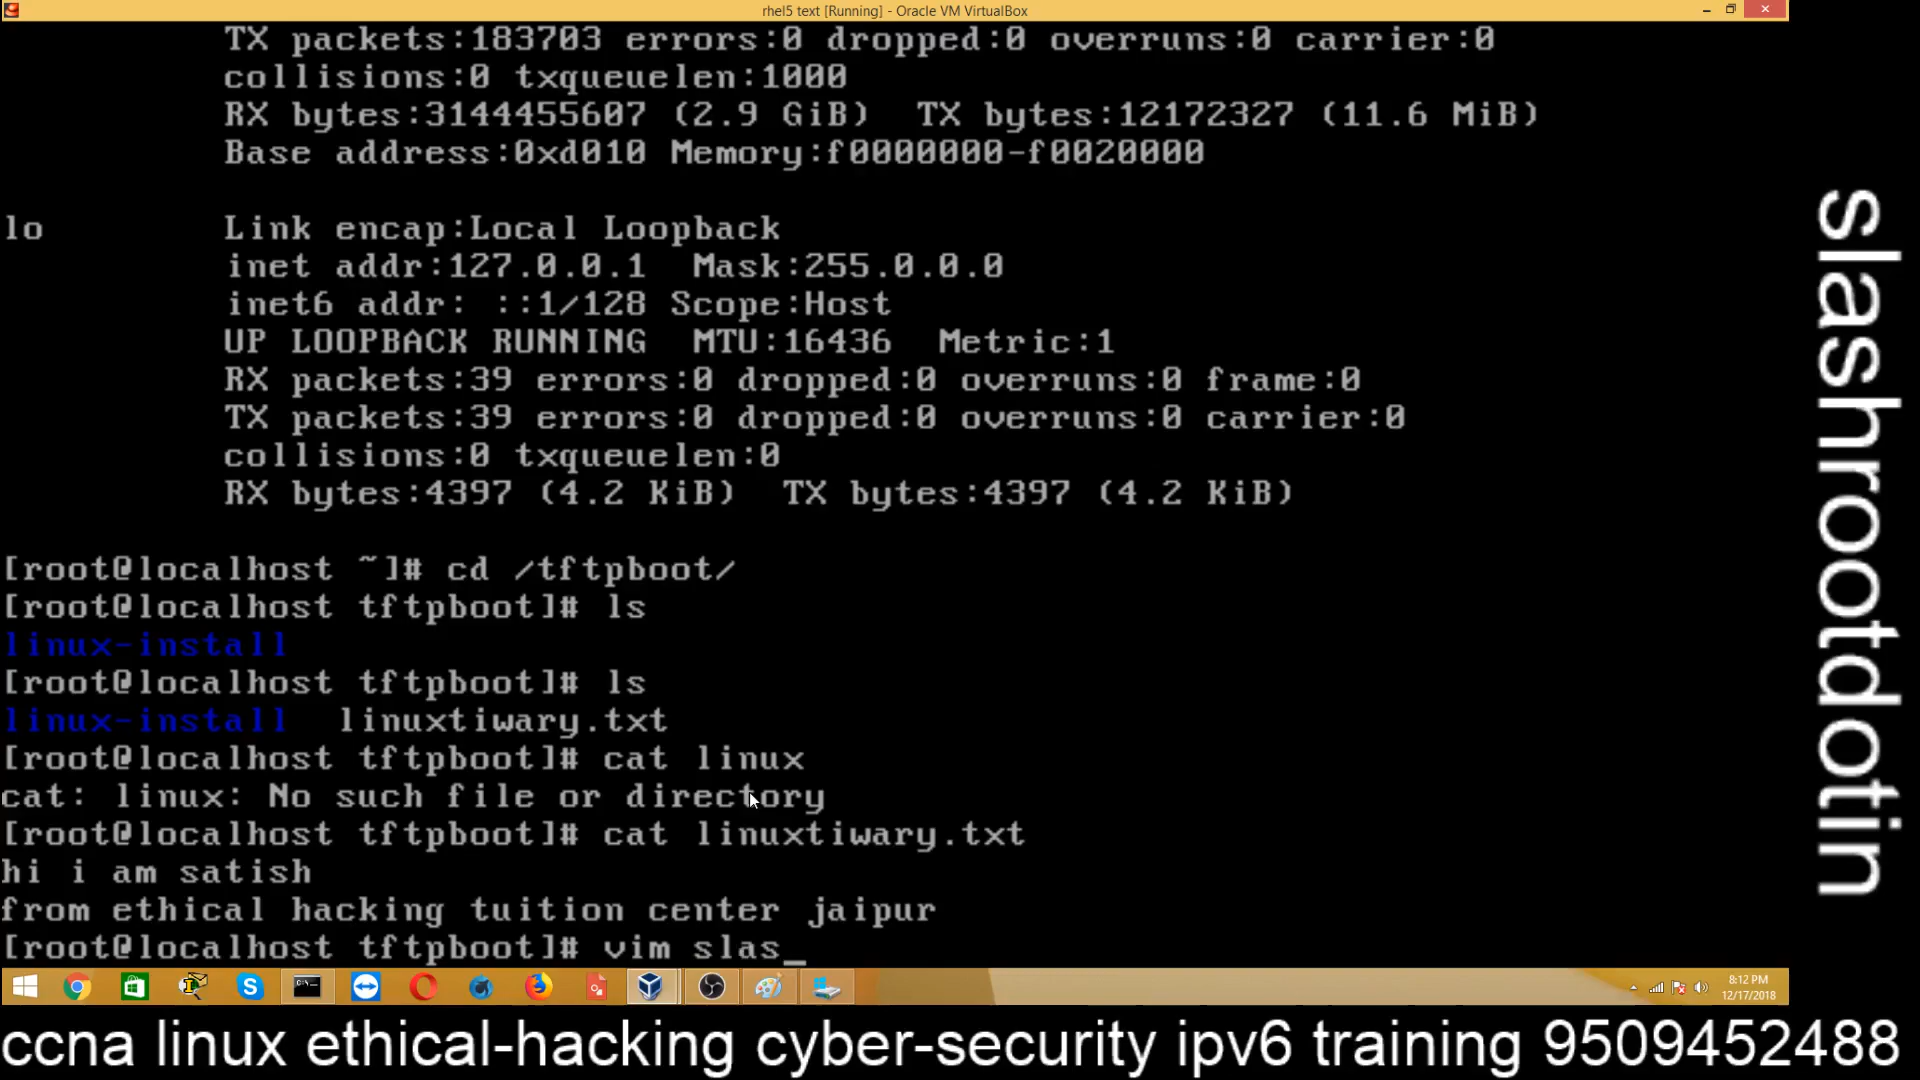 rhel5 text [Running] - Oracle VM VirtualBox
TX packets:183703 errors:0 dropped:0 overruns:0 carrier:0
collisions:0 txqueuelen:1000
RX bytes:3144455607 (2.9 GiB)  TX bytes:12172327 (11.6 MiB)
Base address:0xd010 Memory:f0000000-f0020000
lo Link encap:Local Loopback
inet addr:127.0.0.1  Mask:255.0.0.0
inet6 addr: ::1/128 Scope:Host
UP LOOPBACK RUNNING  MTU:16436  Metric:1
RX packets:39 errors:0 dropped:0 overruns:0 frame:0
TX packets:39 errors:0 dropped:0 overruns:0 carrier:0
collisions:0 txqueuelen:0
RX bytes:4397 (4.2 KiB)  TX bytes:4397 (4.2 KiB)
[root@localhost ~]# cd /tftpboot/
[root@localhost tftpboot]# ls
linux-install
[root@localhost tftpboot]# ls
linux-install  linuxtiwary.txt
[root@localhost tftpboot]# cat linux
cat: linux: No such file or directory
[root@localhost tftpboot]# cat linuxtiwary.txt
hi i am satish
from ethical hacking tuition center jaipur
[root@localhost tftpboot]# vim slas_
8:12 PM
12/17/2018
slashrootdotin
ccna linux ethical-hacking cyber-security ipv6 training 9509452488